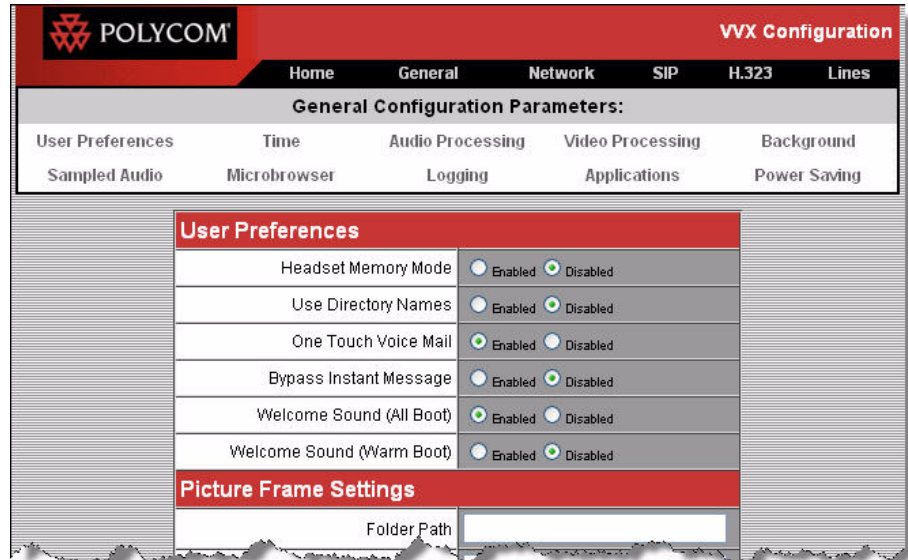 POLYCOM®
VVX Configuration
Home General Network SIP H.323 Lines
General Configuration Parameters:
User Preferences Time Audio Processing Video Processing Background
Sampled Audio Microbrowser Logging Applications Power Saving
User Preferences
Headset Memory Mode Enabled Disabled
Use Directory Names Enabled Disabled
One Touch Voice Mail Enabled Disabled
Bypass Instant Message Enabled Disabled
Welcome Sound (All Boot) Enabled Disabled
Welcome Sound (Warm Boot) Enabled Disabled
Picture Frame Settings
Folder Path